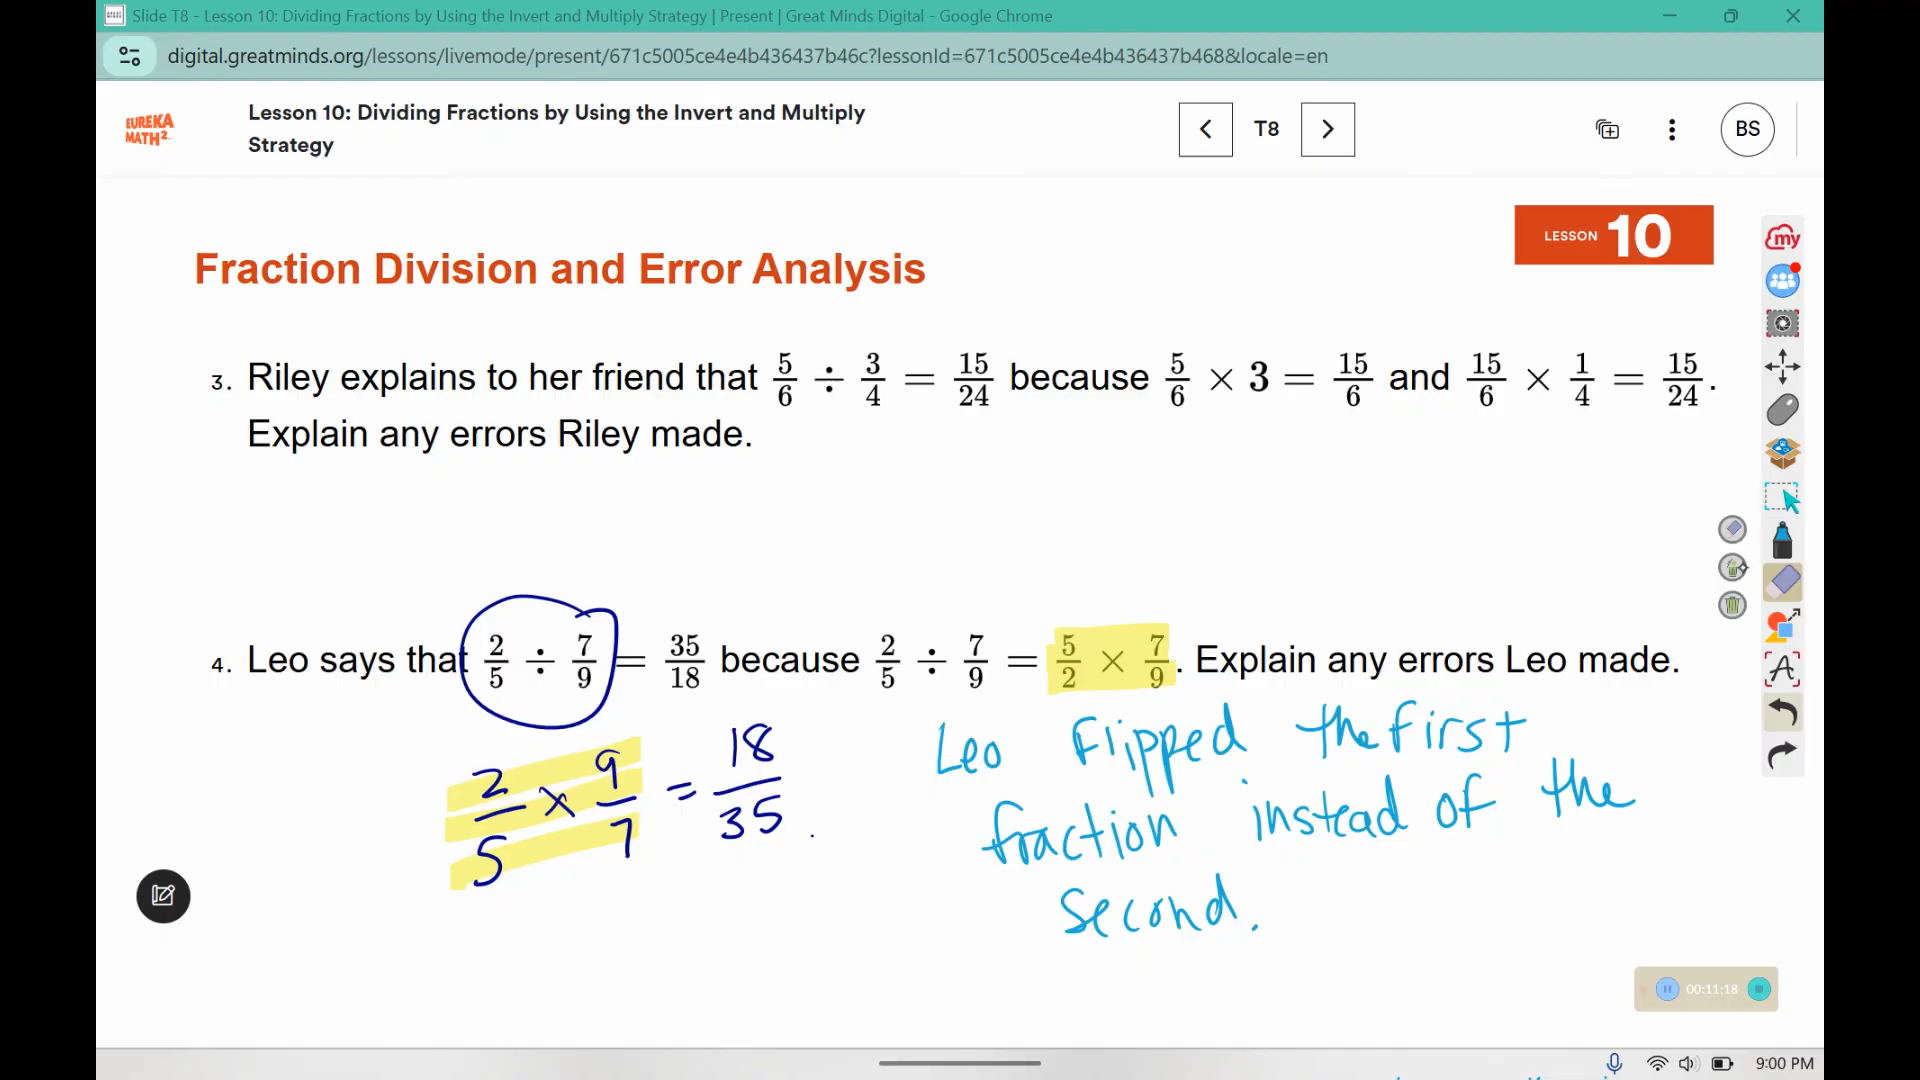 Slide T8 - Lesson 10: Dividing Fractions by Using the Invert and Multiply Strategy | Present | Great Minds Digital - Google Chrome
digital.greatminds.org/lessons/livemode/present/671c5005ce4e4b436437b46c?lessonId=671c5005ce4e4b436437b468&locale=en
EUREKA MATH²
Lesson 10: Dividing Fractions by Using the Invert and Multiply
Strategy
T8
BS
LESSON 10
Fraction Division and Error Analysis
my
3. Riley explains to her friend that 5/6 ÷ 3/4 = 15/24 because 5/6 × 3 = 15/6 and 15/6 × 1/4 = 15/24.
Explain any errors Riley made.
4. Leo says that 2/5 ÷ 7/9 = 35/18 because 2/5 ÷ 7/9 = 5/2 × 7/9. Explain any errors Leo made.
2/5 × 9/7 = 18/35
Leo Flipped the first
fraction instead of the
second.
00:11:18
9:00 PM